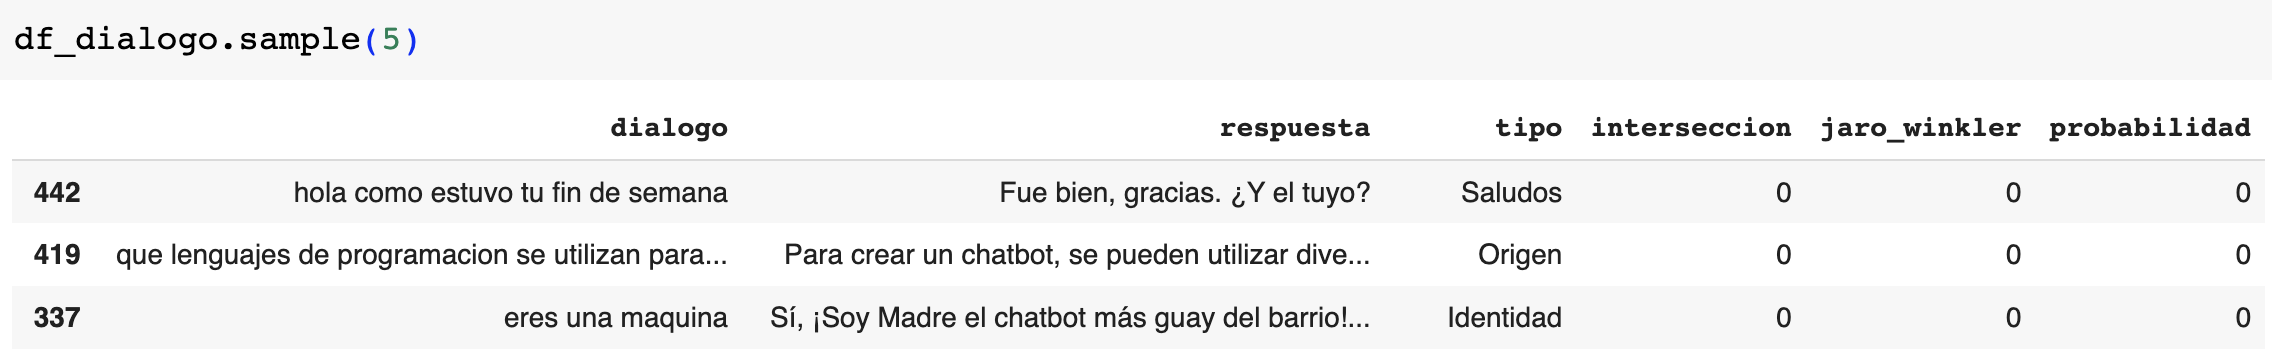 df_dialogo.sample(5)
dialogo respuesta tipo interseccion jaro_winkler probabilidad
442 hola como estuvo tu fin de semana Fue bien, gracias. ¿Y el tuyo? Saludos 0 0 0
419 que lenguajes de programacion se utilizan para... Para crear un chatbot, se pueden utilizar dive... Origen 0 0 0
337 eres una maquina Sí, ¡Soy Madre el chatbot más guay del barrio!... Identidad 0 0 0